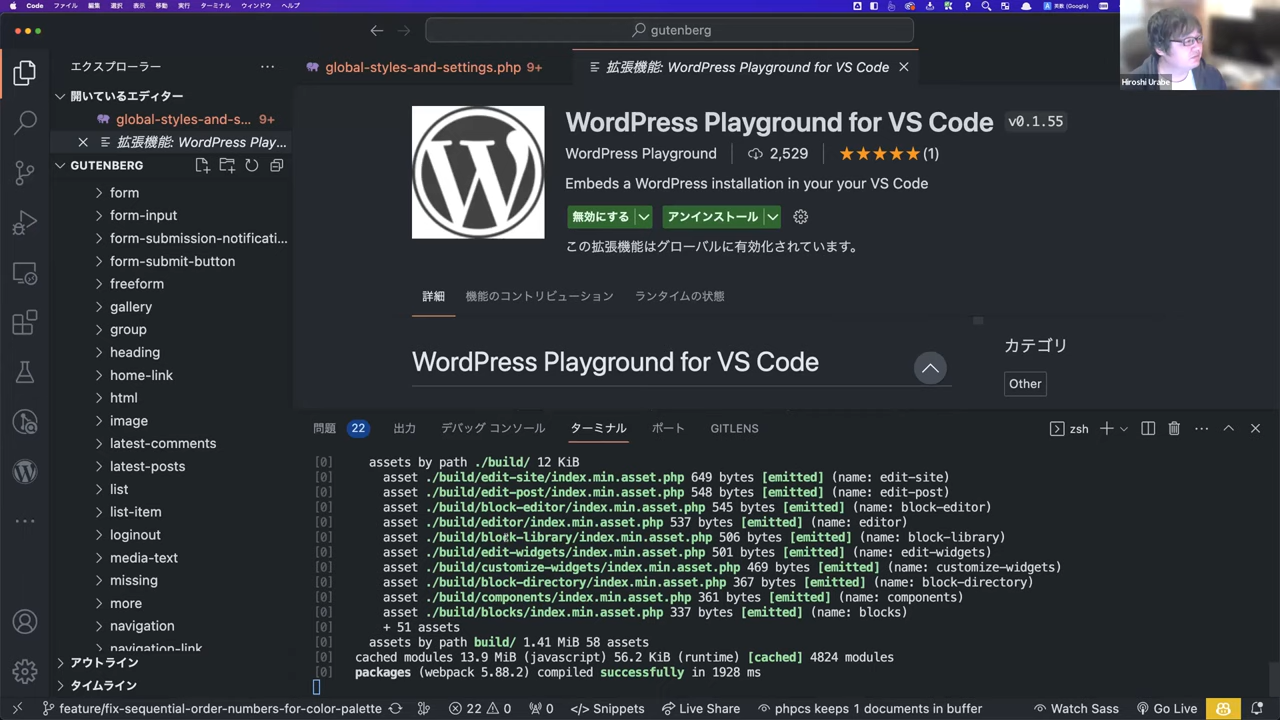 Code ファイル 編集 選択 表示 移動 実行 ターミナル ウィンドウ ヘルプ
英数 (Google)
gutenberg
Hiroshi Urabe
エクスプローラー
global-styles-and-settings.php 9+
拡張機能: WordPress Playground for VS Code
開いているエディター
global-styles-and-s... 9+
拡張機能: WordPress Play...
GUTENBERG
form
form-input
form-submission-notificati...
form-submit-button
freeform
gallery
group
heading
home-link
html
image
latest-comments
latest-posts
list
list-item
loginout
media-text
missing
more
navigation
navigation-link
アウトライン
タイムライン
WordPress Playground for VS Code v0.1.55
WordPress Playground 2,529 (1)
Embeds a WordPress installation in your your VS Code
無効にする アンインストール
この拡張機能はグローバルに有効化されています。
詳細 機能のコントリビューション ランタイムの状態
WordPress Playground for VS Code
カテゴリ
Other
問題 22 出力 デバッグ コンソール ターミナル ポート GITLENS zsh
[0] assets by path ./build/ 12 KiB
[0] asset ./build/edit-site/index.min.asset.php 649 bytes [emitted] (name: edit-site)
[0] asset ./build/edit-post/index.min.asset.php 548 bytes [emitted] (name: edit-post)
[0] asset ./build/block-editor/index.min.asset.php 545 bytes [emitted] (name: block-editor)
[0] asset ./build/editor/index.min.asset.php 537 bytes [emitted] (name: editor)
[0] asset ./build/block-library/index.min.asset.php 506 bytes [emitted] (name: block-library)
[0] asset ./build/edit-widgets/index.min.asset.php 501 bytes [emitted] (name: edit-widgets)
[0] asset ./build/customize-widgets/index.min.asset.php 469 bytes [emitted] (name: customize-widgets)
[0] asset ./build/block-directory/index.min.asset.php 367 bytes [emitted] (name: block-directory)
[0] asset ./build/components/index.min.asset.php 361 bytes [emitted] (name: components)
[0] asset ./build/blocks/index.min.asset.php 337 bytes [emitted] (name: blocks)
[0] + 51 assets
[0] assets by path build/ 1.41 MiB 58 assets
[0] cached modules 13.9 MiB (javascript) 56.2 KiB (runtime) [cached] 4824 modules
[0] packages (webpack 5.88.2) compiled successfully in 1928 ms
feature/fix-sequential-order-numbers-for-color-palette 22 0 0 Snippets Live Share phpcs keeps 1 documents in buffer Watch Sass Go Live